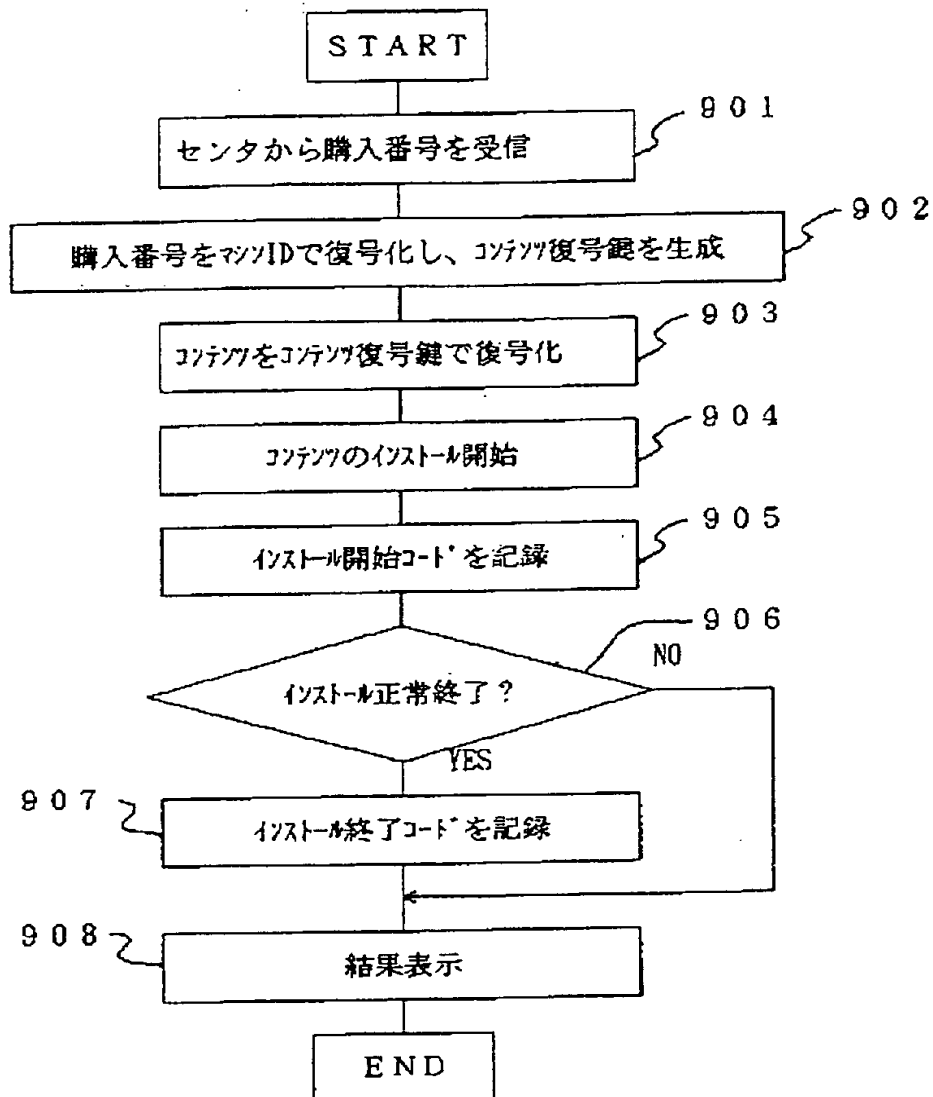 START
901
センタから購入番号を受信
902
購入番号をマシンIDで復号化し、コンテンツ復号鍵を生成
903
コンテンツをコンテンツ復号鍵で復号化
904
コンテンツのインストール開始
905
インストール開始コードを記録
906
NO
インストール正常終了?
YES
907
インストール終了コードを記録
908
結果表示
END